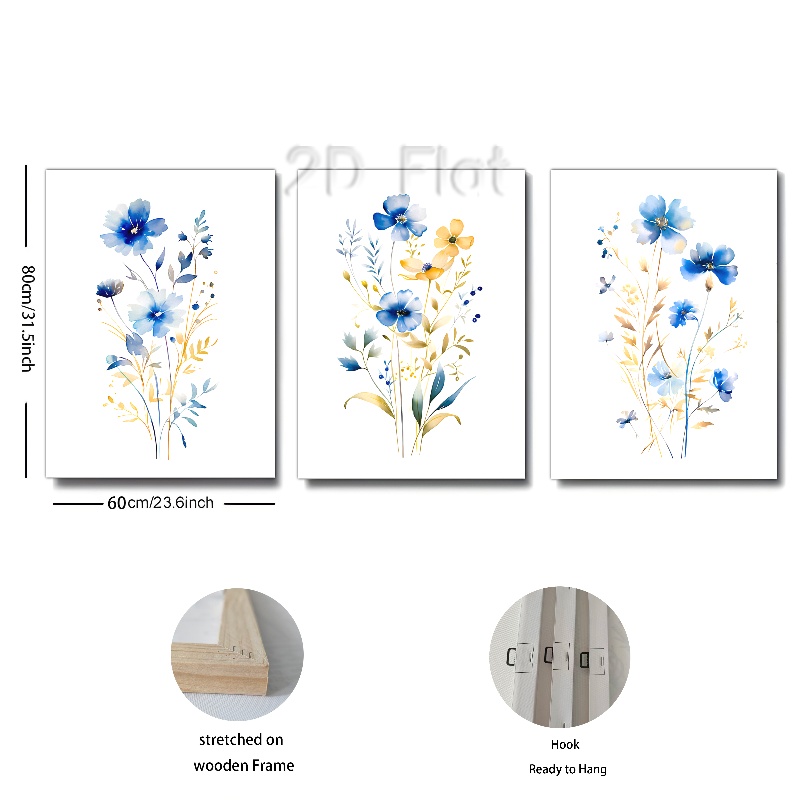 2D Flat
80cm/31.5inch
60cm/23.6inch
stretched on
wooden Frame
Hook
Ready to Hang